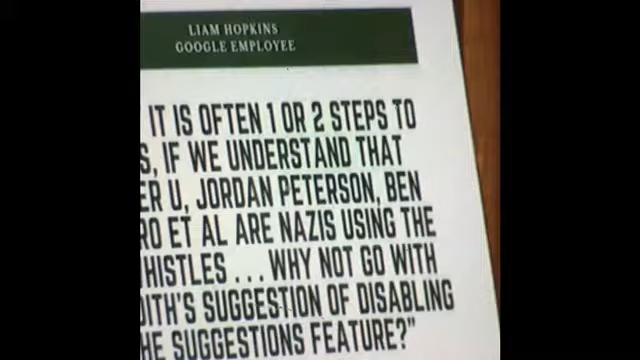 LIAM HOPKINS
GOOGLE EMPLOYEE
IT IS OFTEN 1 OR 2 STEPS TO
S, IF WE UNDERSTAND THAT
ER U, JORDAN PETERSON, BEN
RO ET AL ARE NAZIS USING THE
HISTLES ... WHY NOT GO WITH
DITH'S SUGGESTION OF DISABLING
HE SUGGESTIONS FEATURE?"